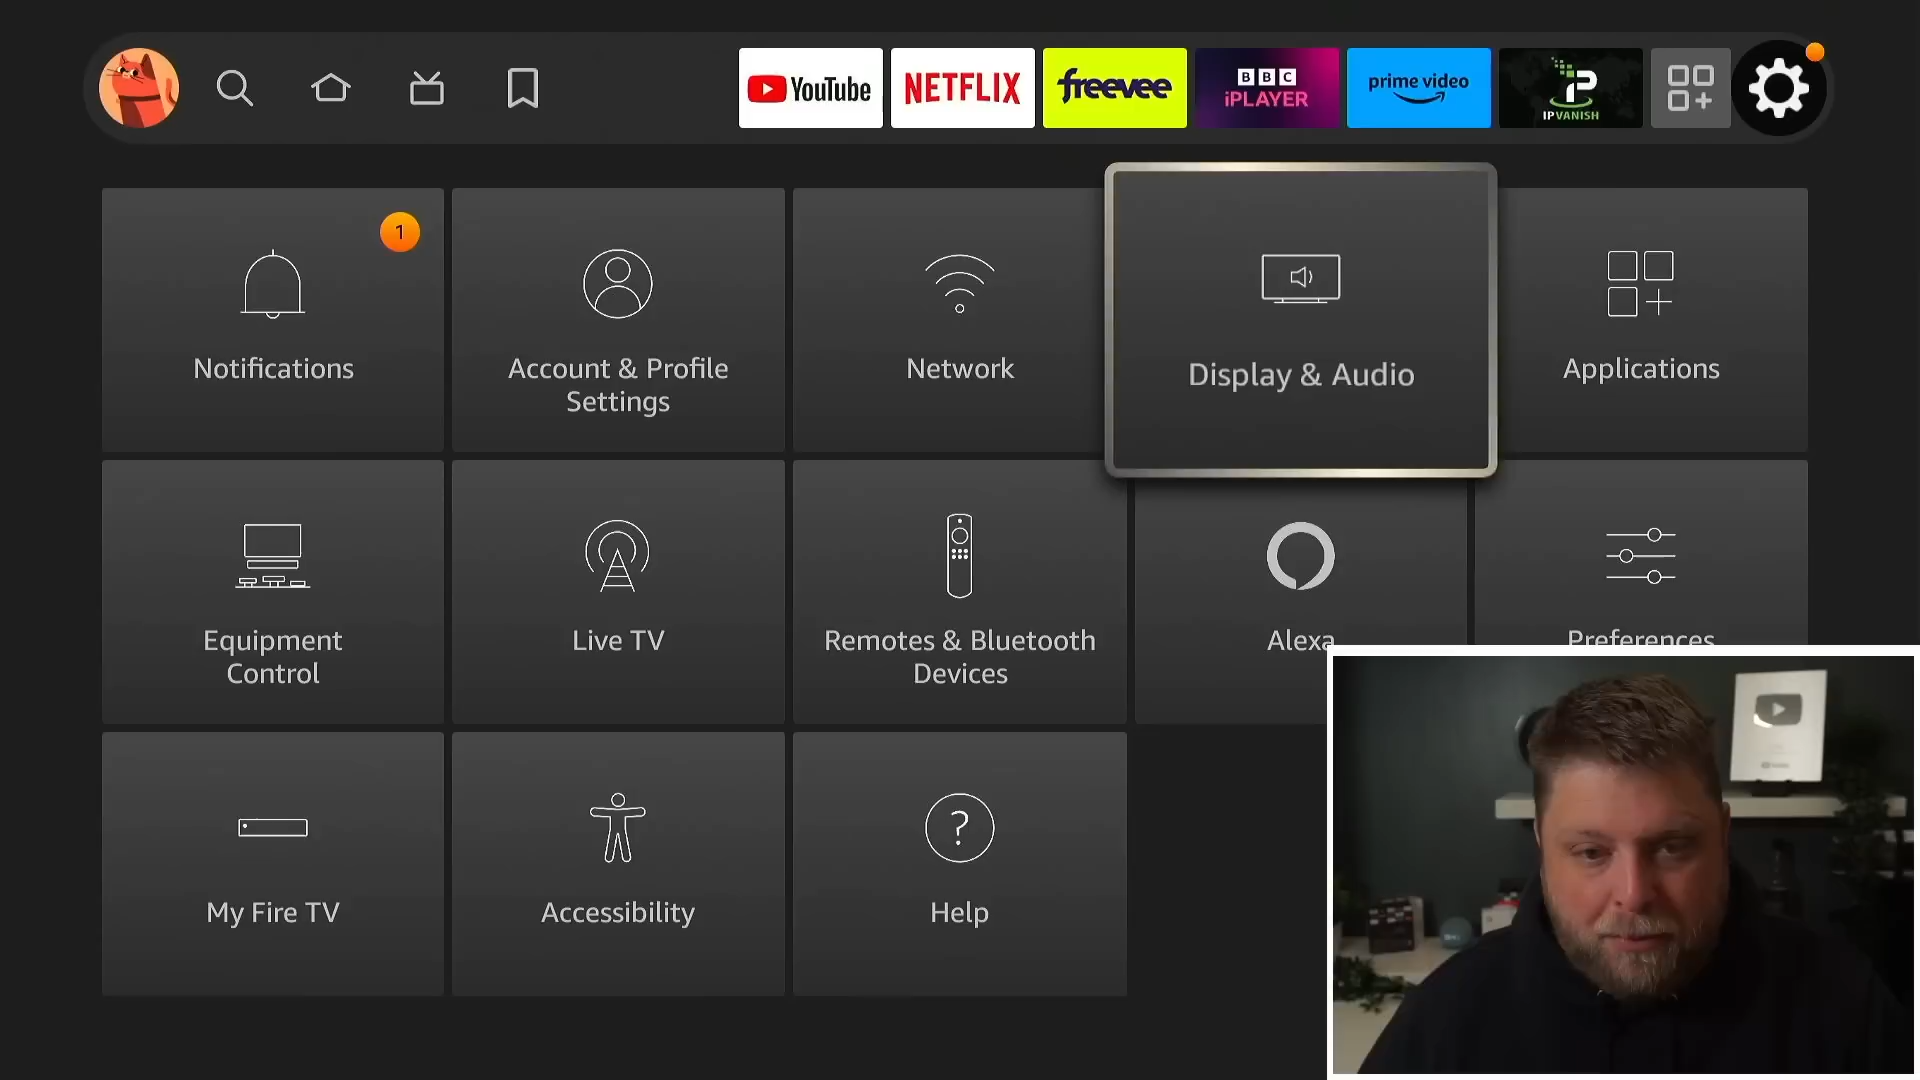 YouTube
NETFLIX
freevee
BBC
iPLAYER
prime video
IPVANISH
1
Notifications
Account & Profile
Settings
Network
Display & Audio
Applications
Equipment
Control
Live TV
Remotes & Bluetooth
Devices
Alexa
Preferences
My Fire TV
Accessibility
Help